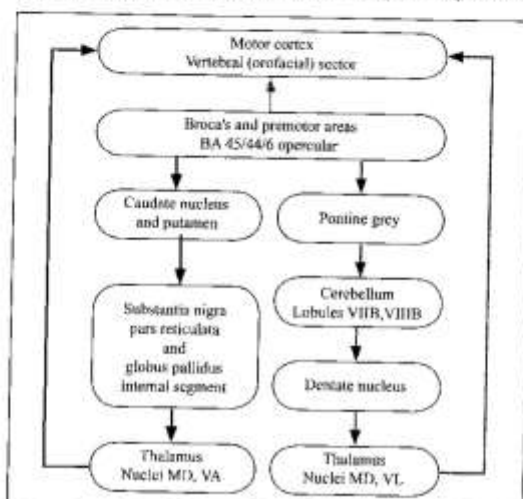 Motor cortex
Vertebral (orofacial) sector
Broca's and premotor areas
BA 45/44/6 opercular
Caudate nucleus
and putamen
Pontine grey
Substantia nigra
pars reticulata
and
globus pallidus
internal segment
Cerebellum
Lobules VIIB,VIIIB
Dentate nucleus
Thalamus
Nuclei MD, VA
Thalamus
Nuclei MD, VL